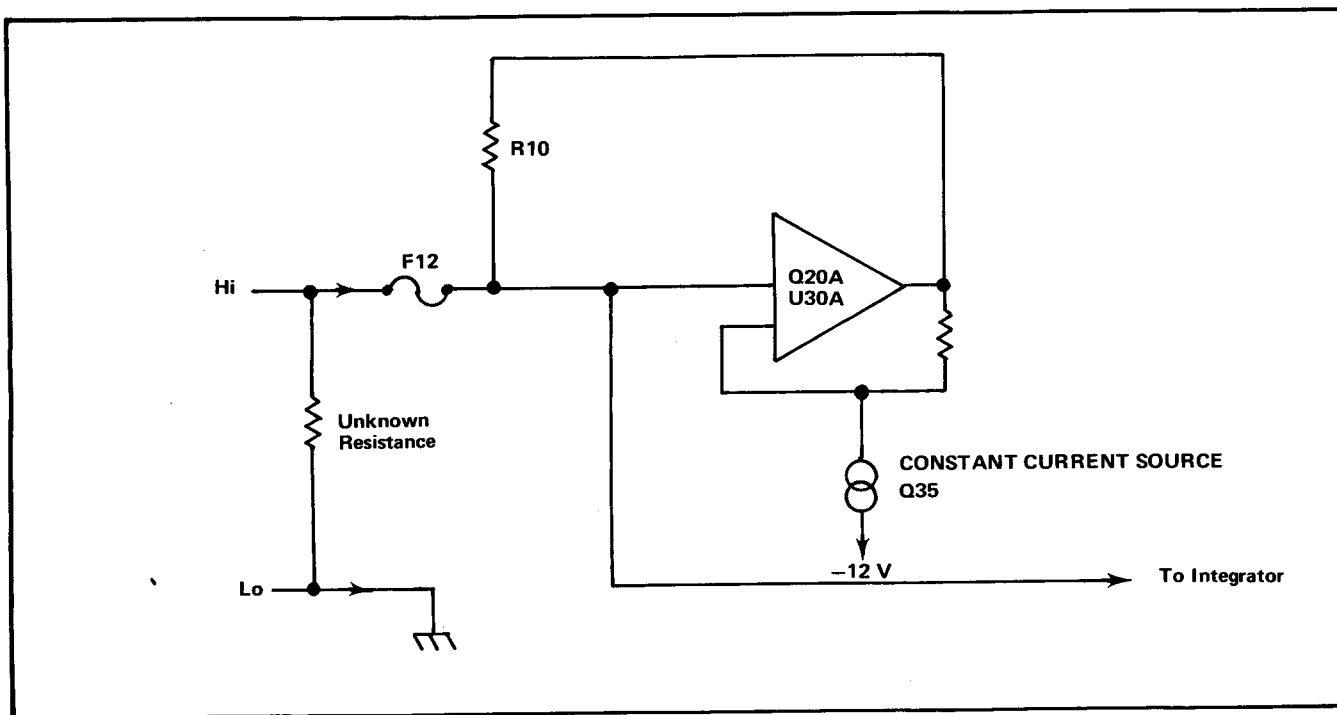 R10
F12
Hi
Q20A
U30A
Unknown
Resistance
CONSTANT CURRENT SOURCE
Q35
−12 V
To Integrator
Lo